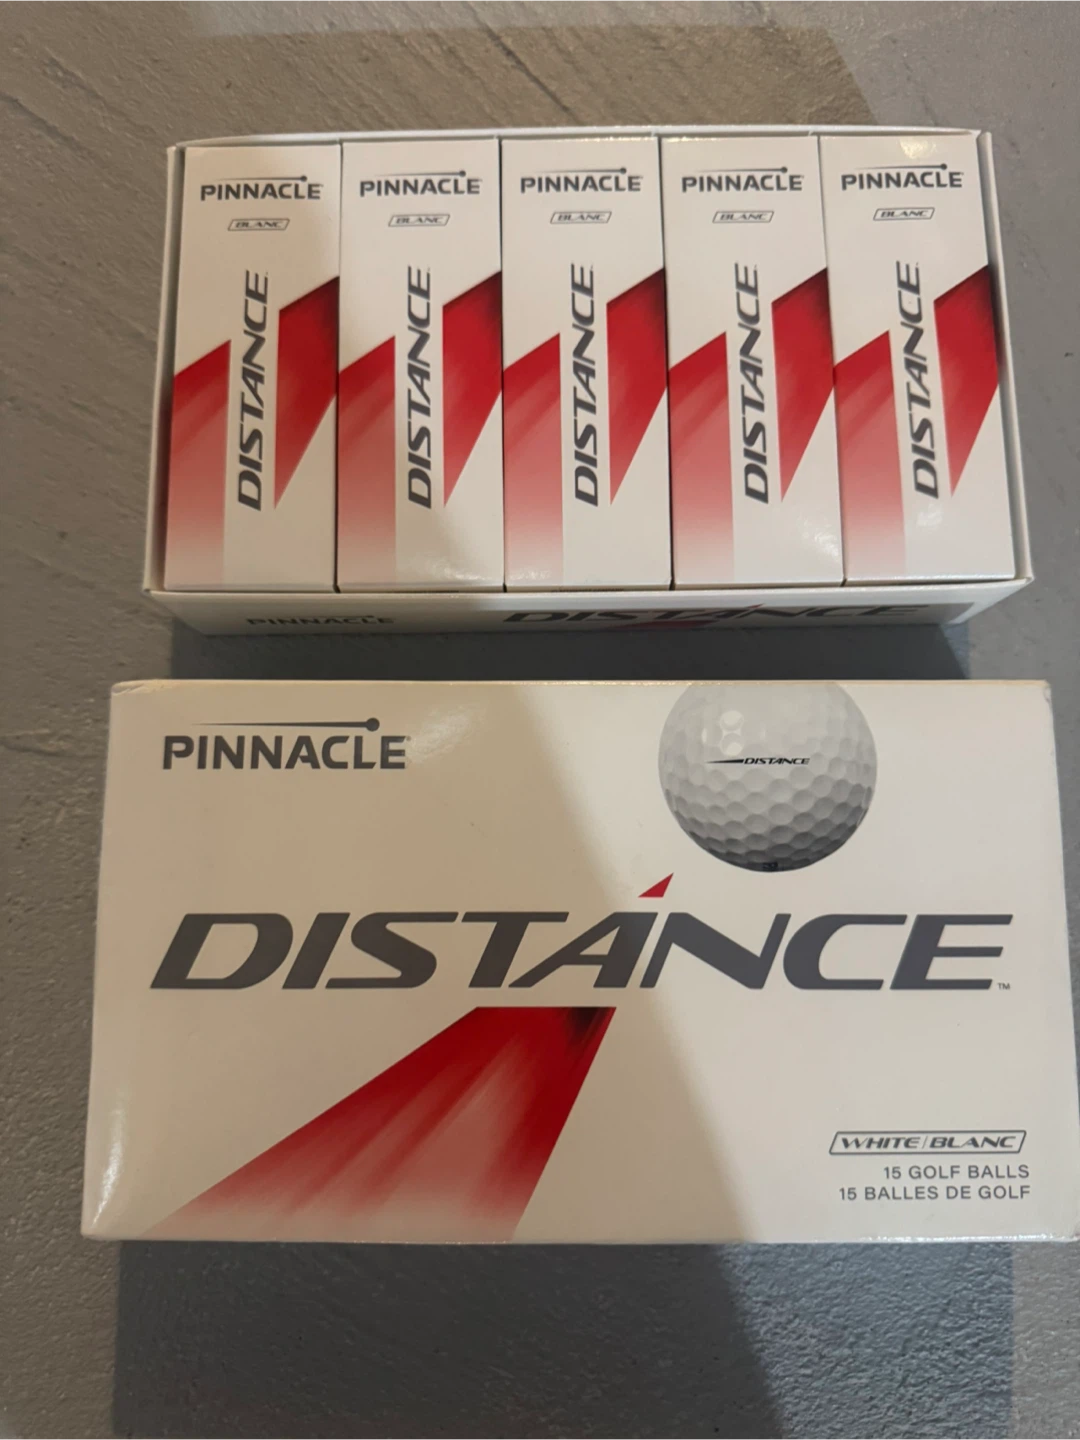 PINNACLE
BLANC
DISTANCE
PINNACLE
BLANC
DISTANCE
PINNACLE
BLANC
DISTANCE
PINNACLE
BLANC
DISTANCE
PINNACLE
BLANC
DISTANCE
PINNACLE DISTANCE
PINNACLE
DISTANCE
DISTANCE™
WHITE/BLANC
15 GOLF BALLS
15 BALLES DE GOLF